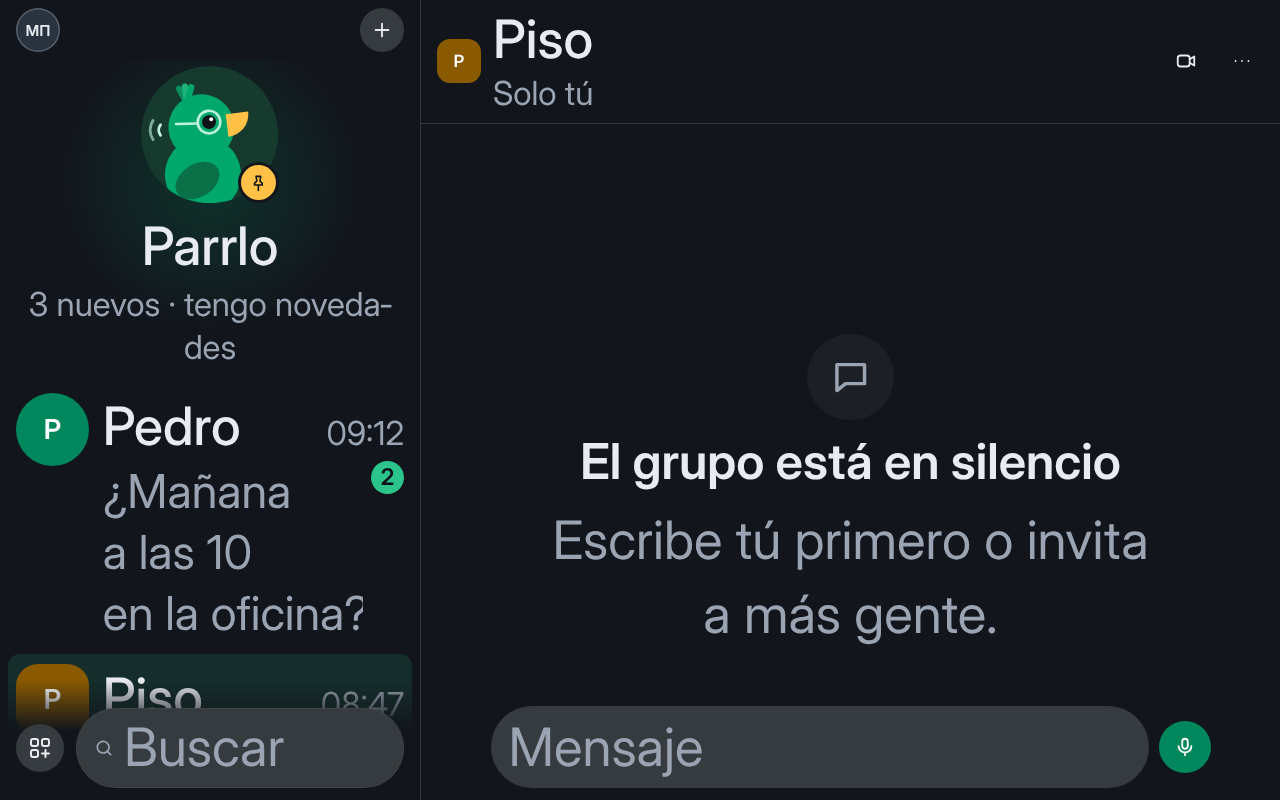 МП
Parrlo
3 nuevos · tengo noveda-
des
P
Pedro
09:12
¿Mañana
2
a las 10
en la oficina?
P
Piso
08:47
Buscar
P
Piso
Solo tú
El grupo está en silencio
Escribe tú primero o invita
a más gente.
Mensaje